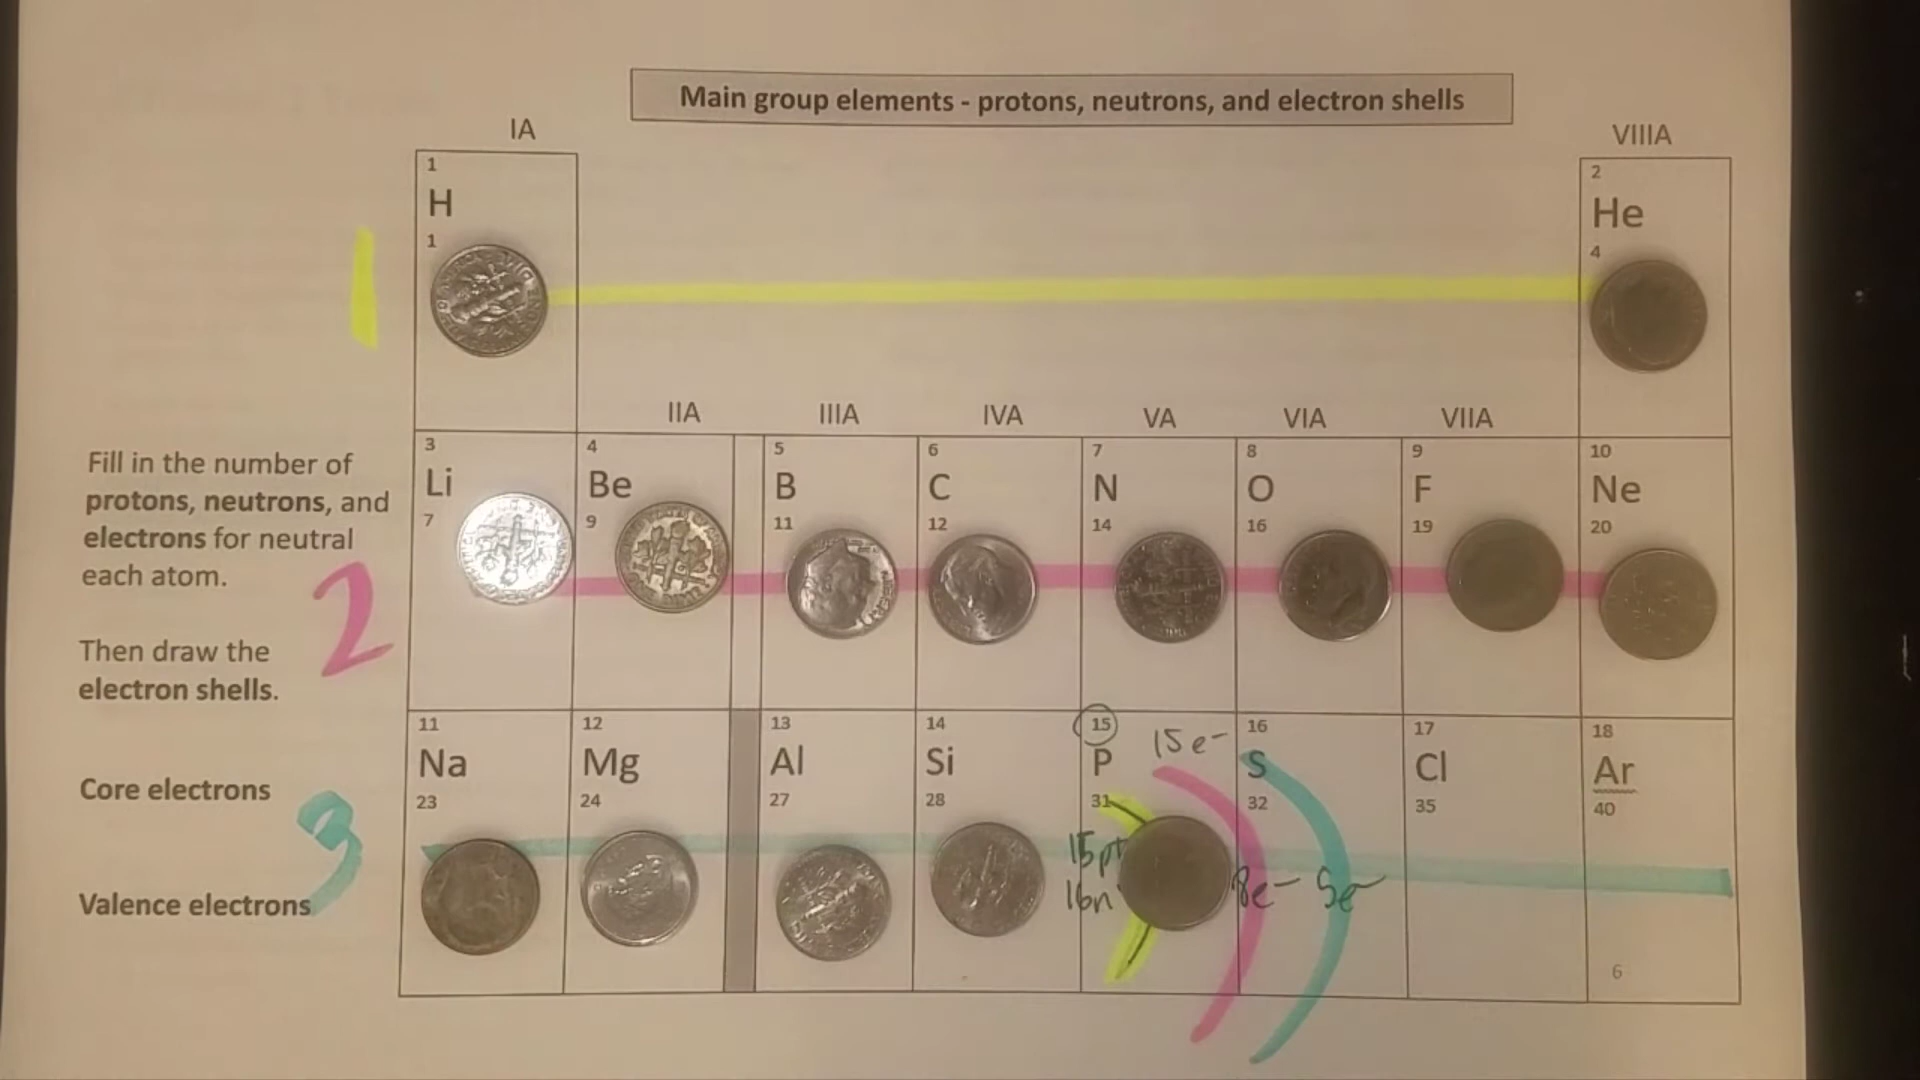 Main group elements - protons, neutrons, and electron shells
IA
VIIIA
1
H
1
2
He
4
1
IIA
IIIA
IVA
VA
VIA
VIIA
3
Li
7
4
Be
9
5
B
11
6
C
12
7
N
14
8
O
16
9
F
19
10
Ne
20
Fill in the number of
protons, neutrons, and
electrons for neutral
each atom.
2
Then draw the
electron shells.
11
Na
23
12
Mg
24
13
Al
27
14
Si
28
15
P
31
15e-
15p+
16n
8e-
5e-
16
S
32
17
Cl
35
18
Ar
40
Core electrons
3
Valence electrons
6